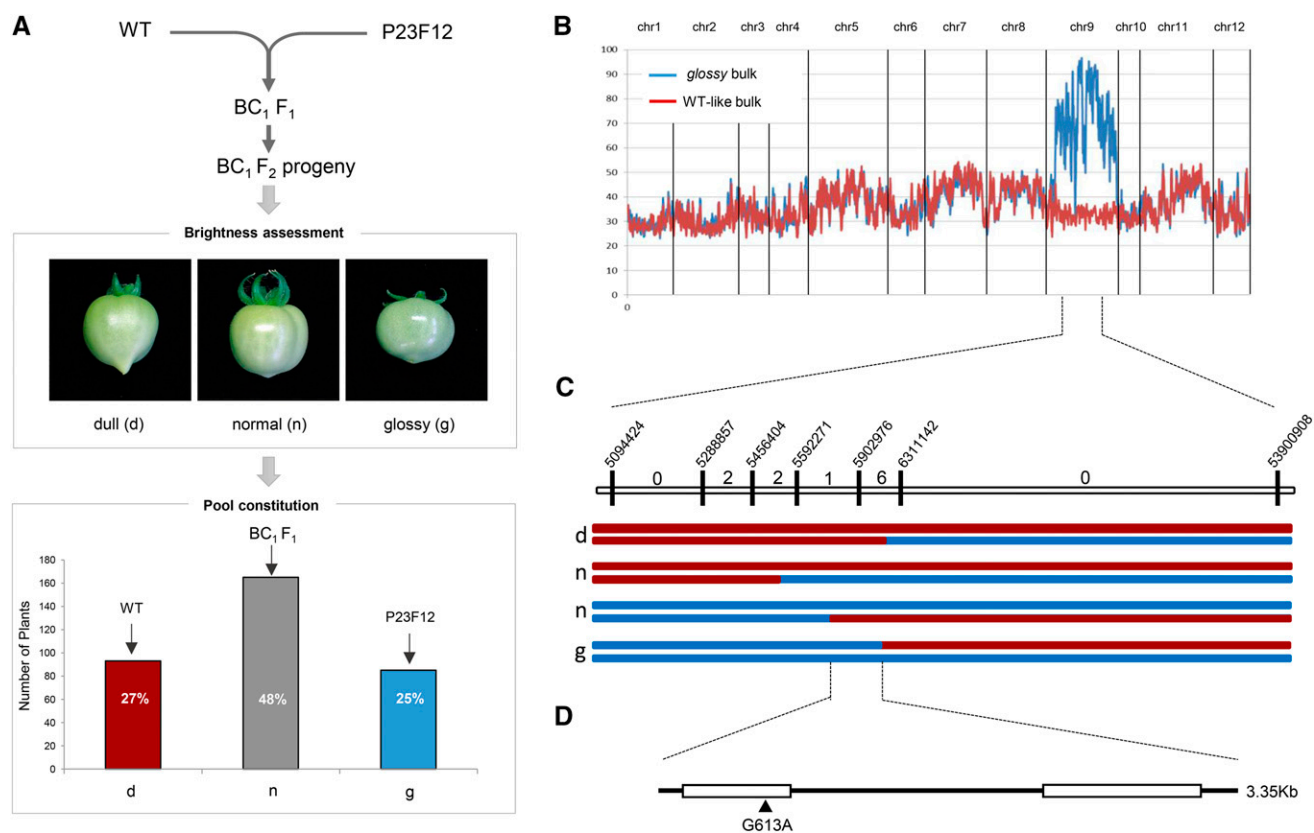 A
WT
P23F12
BC1 F1
BC1 F2 progeny
Brightness assessment
dull (d)
normal (n)
glossy (g)
Pool constitution
BC1 F1
WT
P23F12
Number of Plants
180
160
140
120
100
80
60
40
20
0
27%
48%
25%
d
n
g
B
chr1
chr2
chr3
chr4
chr5
chr6
chr7
chr8
chr9
chr10
chr11
chr12
100
90
80
70
60
50
40
30
20
10
0
0
glossy bulk
WT-like bulk
C
5094424
5288857
5456404
5592271
5902976
6311142
53900908
0
2
2
1
6
0
d
n
n
g
D
3.35Kb
G613A